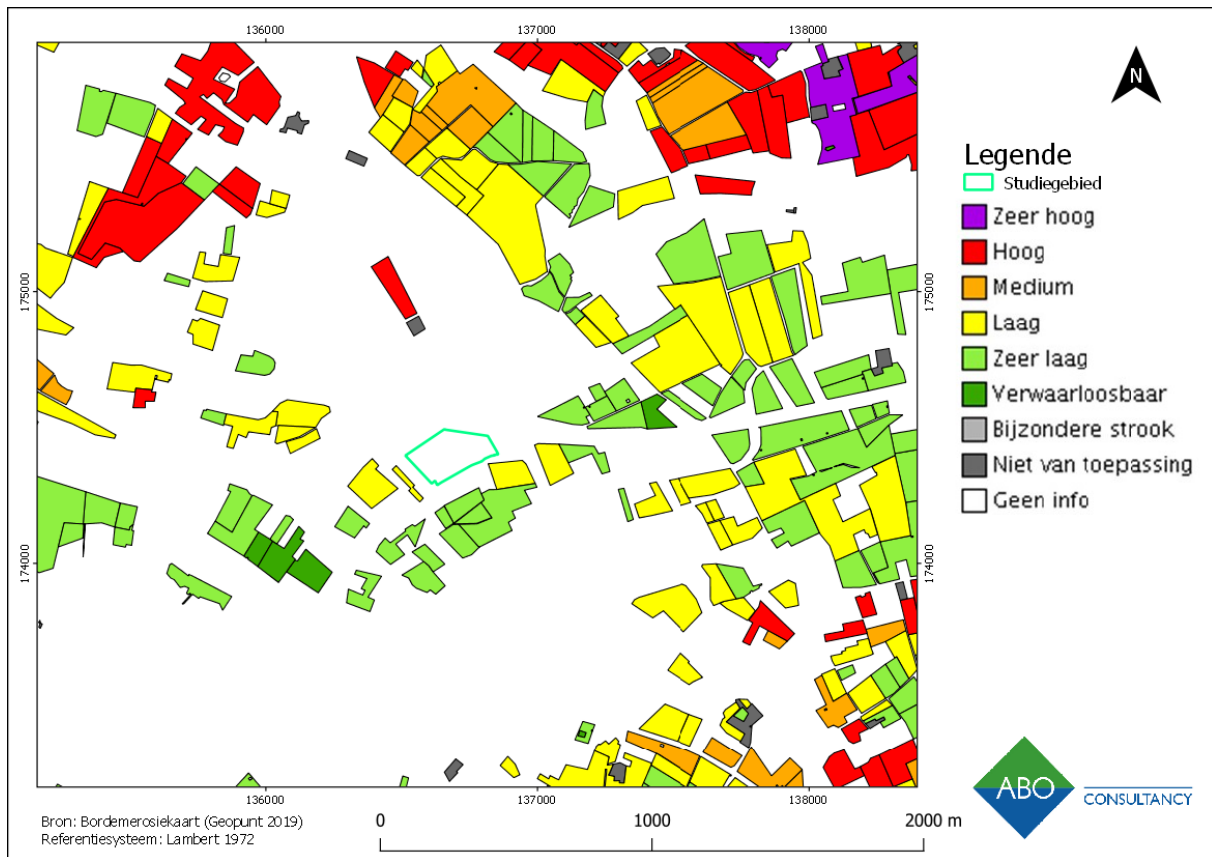 136000
137000
138000
175000
175000
174000
174000
N
Legende
Studiegebied
Zeer hoog
Hoog
Medium
Laag
Zeer laag
Verwaarloosbaar
Bijzondere strook
Niet van toepassing
Geen info
136000
137000
138000
Bron: Bordemerosiekaart (Geopunt 2019)
Referentiesysteem: Lambert 1972
0
1000
2000 m
ABO
CONSULTANCY